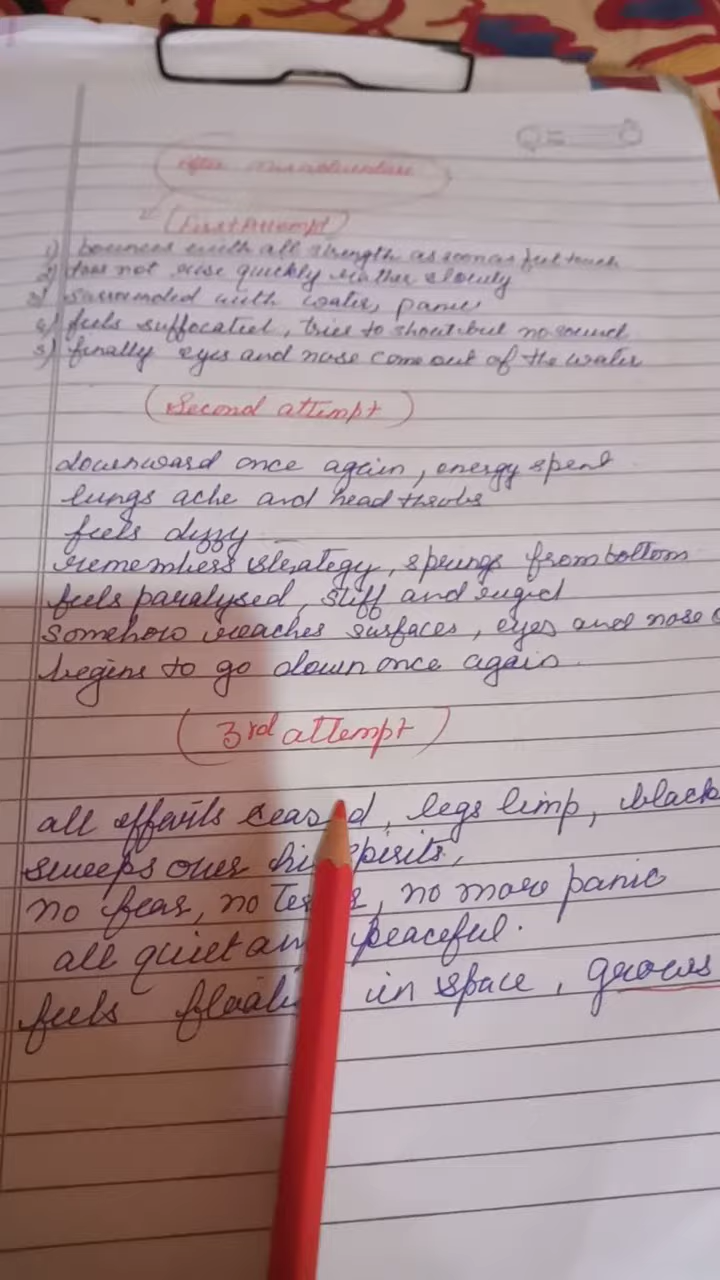 After
(First Attempt)
1) bounces with all strength as soon as feet touch
2) does not rise quickly rather slowly
3) surrounded with water, panic
4) feels suffocated, tries to shout but no sound
5) finally eyes and nose come out of the water
(Second attempt)
downward once again, energy spent
lungs ache and head throbs
feels dizzy
remembers strategy, springs from bottom
feels paralysed, stiff and rigid
somehow reaches surfaces, eyes and nose
begins to go down once again.
(3rd attempt)
all efforts ceased, legs limp, black
sweeps over spirits,
no fear, no, no more panic
all quiet peaceful.
feels in space, grows